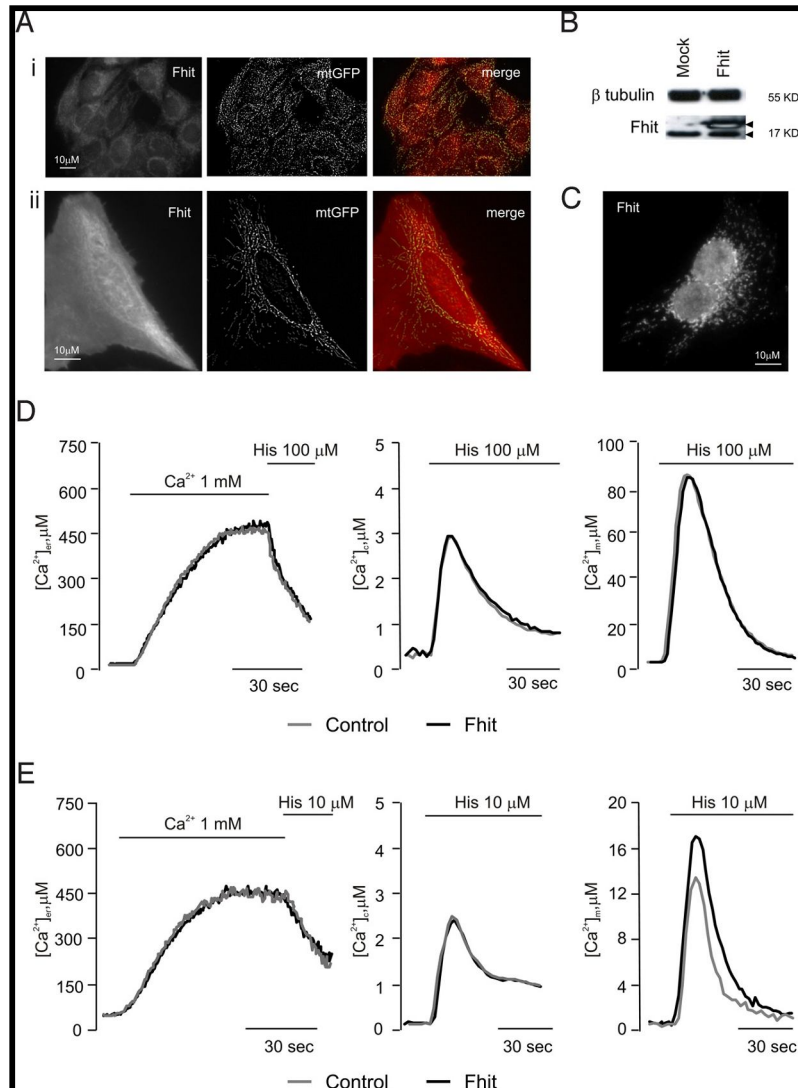 A
i
Fhit
mtGFP
merge
10µM
ii
Fhit
mtGFP
merge
10µM
B
Mock
Fhit
β tubulin
55 KD
Fhit
17 KD
C
Fhit
10µM
D
750
600
450
300
150
0
[Ca²⁺]er,µM
Ca²⁺ 1 mM
His 100 µM
30 sec
5
4
3
2
1
0
[Ca²⁺]c,µM
His 100 µM
30 sec
100
80
60
40
20
0
[Ca²⁺]m,µM
His 100 µM
30 sec
Control
Fhit
E
750
600
450
300
150
0
[Ca²⁺]er,µM
Ca²⁺ 1 mM
His 10 µM
30 sec
5
4
3
2
1
0
[Ca²⁺]c,µM
His 10 µM
30 sec
20
16
12
8
4
0
[Ca²⁺]m,µM
His 10 µM
30 sec
Control
Fhit